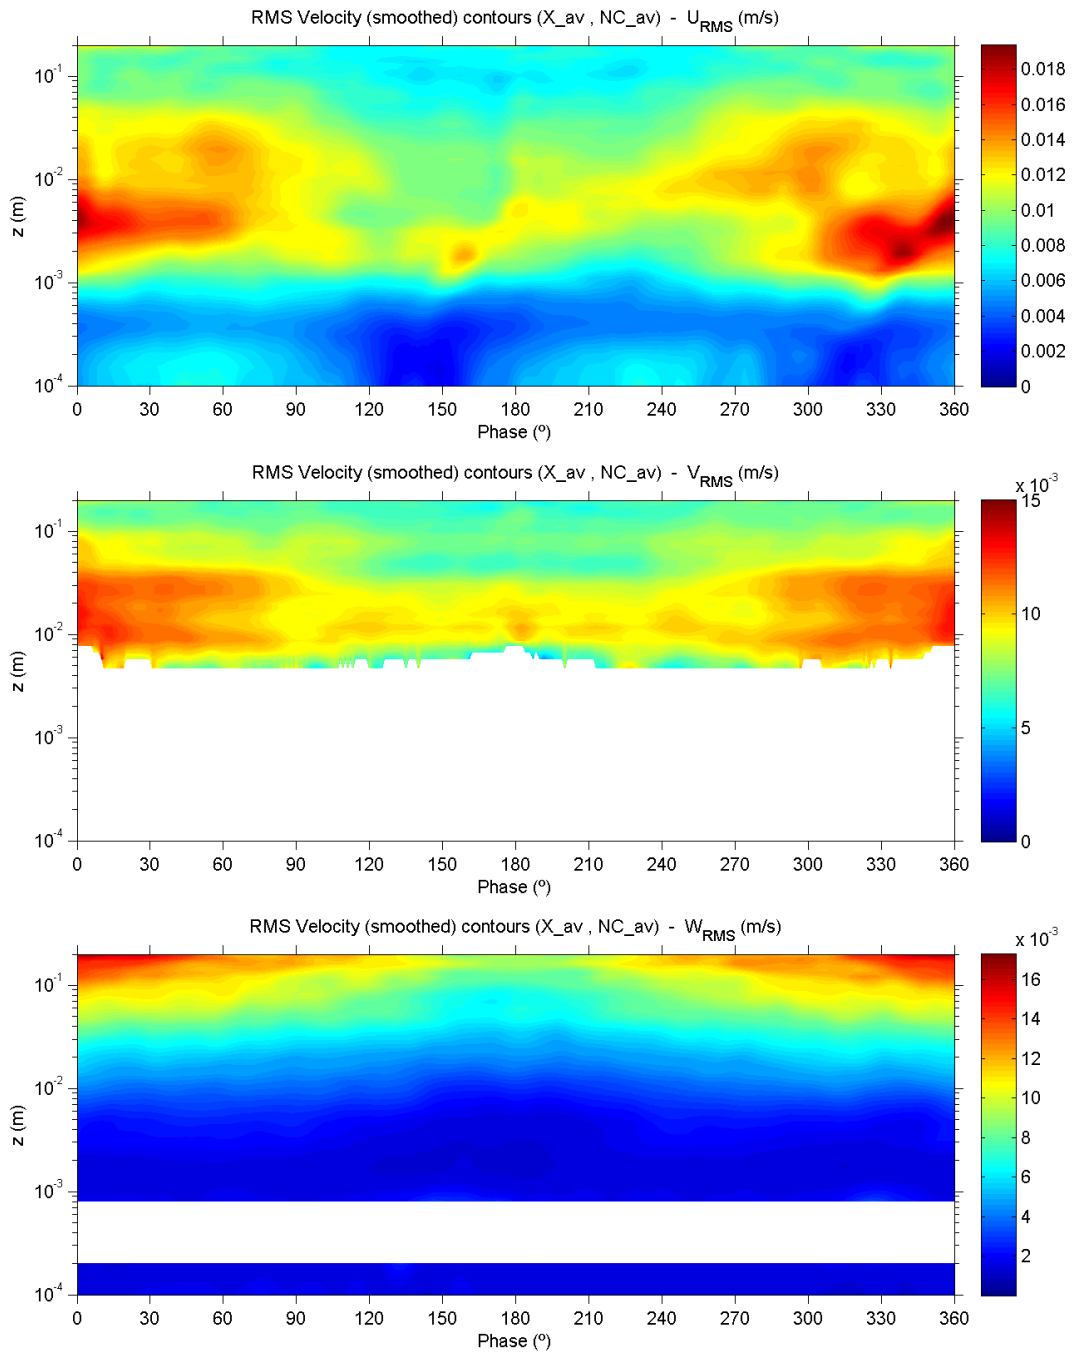 RMS Velocity (smoothed) contours (X_av , NC_av)  -  U_RMS (m/s)
10^-1
10^-2
10^-3
10^-4
z (m)
0 30 60 90 120 150 180 210 240 270 300 330 360
Phase (º)
0.018
0.016
0.014
0.012
0.01
0.008
0.006
0.004
0.002
0
RMS Velocity (smoothed) contours (X_av , NC_av)  -  V_RMS (m/s)
10^-1
10^-2
10^-3
10^-4
z (m)
0 30 60 90 120 150 180 210 240 270 300 330 360
Phase (º)
x 10^-3
15
10
5
0
RMS Velocity (smoothed) contours (X_av , NC_av)  -  W_RMS (m/s)
10^-1
10^-2
10^-3
10^-4
z (m)
0 30 60 90 120 150 180 210 240 270 300 330 360
Phase (º)
x 10^-3
16
14
12
10
8
6
4
2